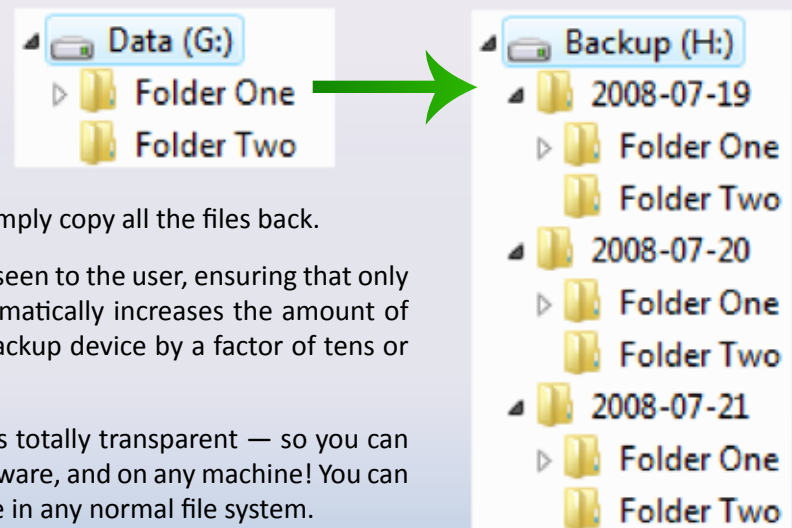 Data (G:)
Folder One
Folder Two
Backup (H:)
2008-07-19
Folder One
Folder Two
2008-07-20
Folder One
Folder Two
2008-07-21
Folder One
Folder Two
mply copy all the files back.
seen to the user, ensuring that only
matically increases the amount of
ackup device by a factor of tens or
s totally transparent — so you can
ware, and on any machine! You can
e in any normal file system.